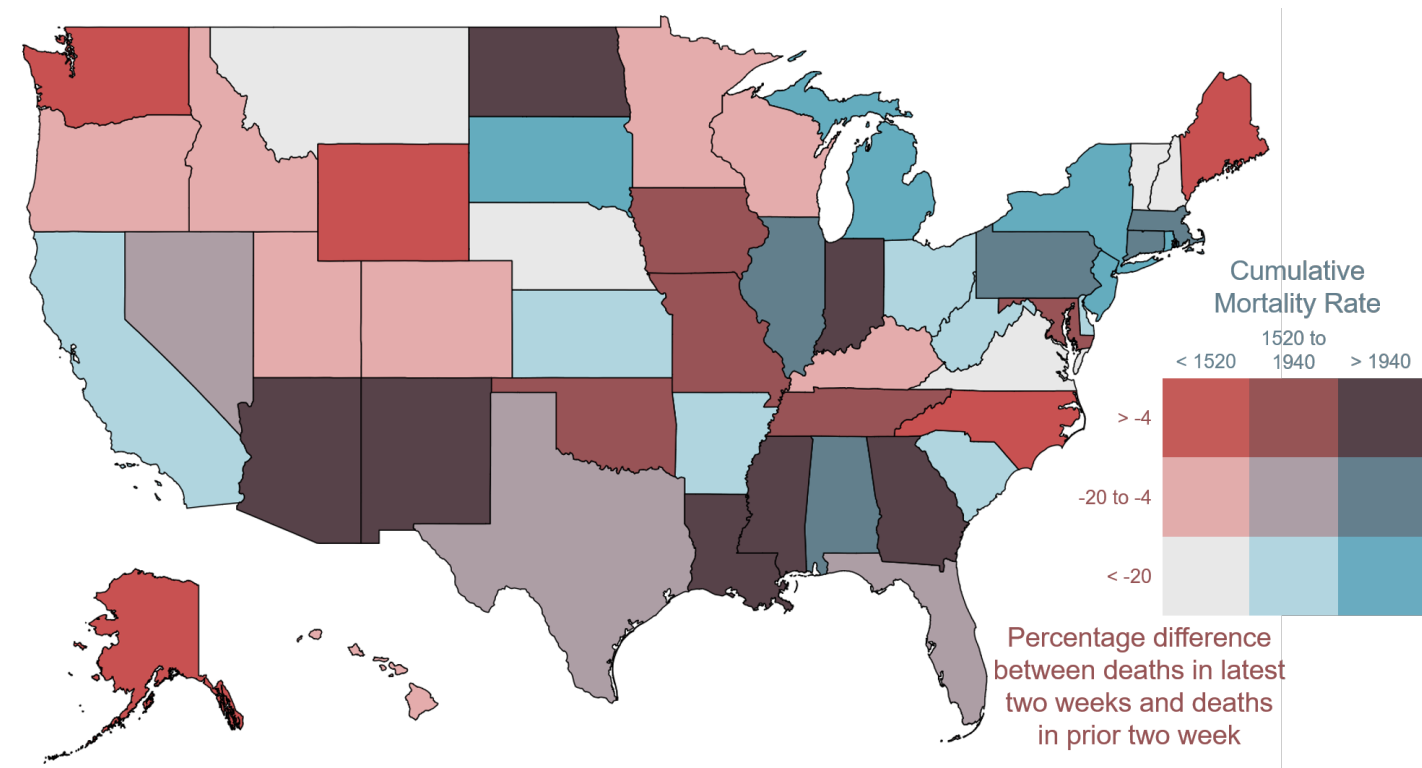 Cumulative
Mortality Rate
1520 to
< 1520 1940 > 1940
> -4
-20 to -4
< -20
Percentage difference
between deaths in latest
two weeks and deaths
in prior two week